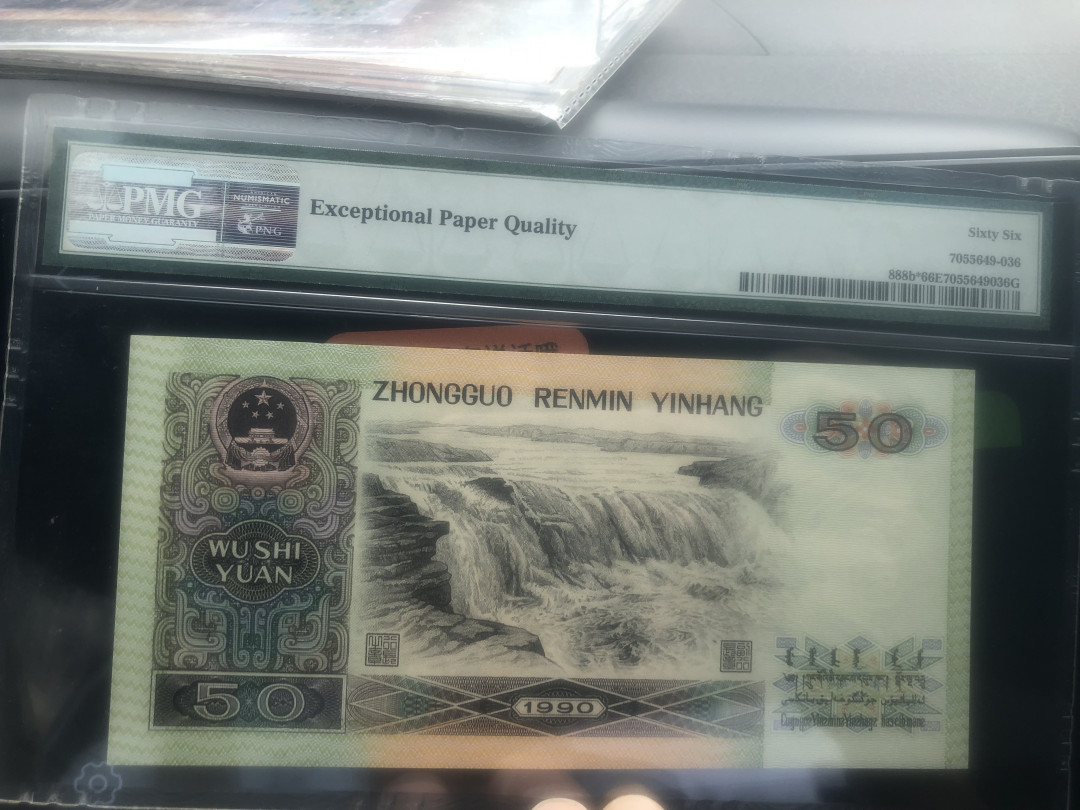 PMG
PAPER MONEY GUARANTY
NUMISMATIC
PNG
Exceptional Paper Quality
Sixty Six
7055649-036
888b*66E7055649036G
ZHONGGUO RENMIN YINHANG
50
WU SHI
YUAN
50
1990